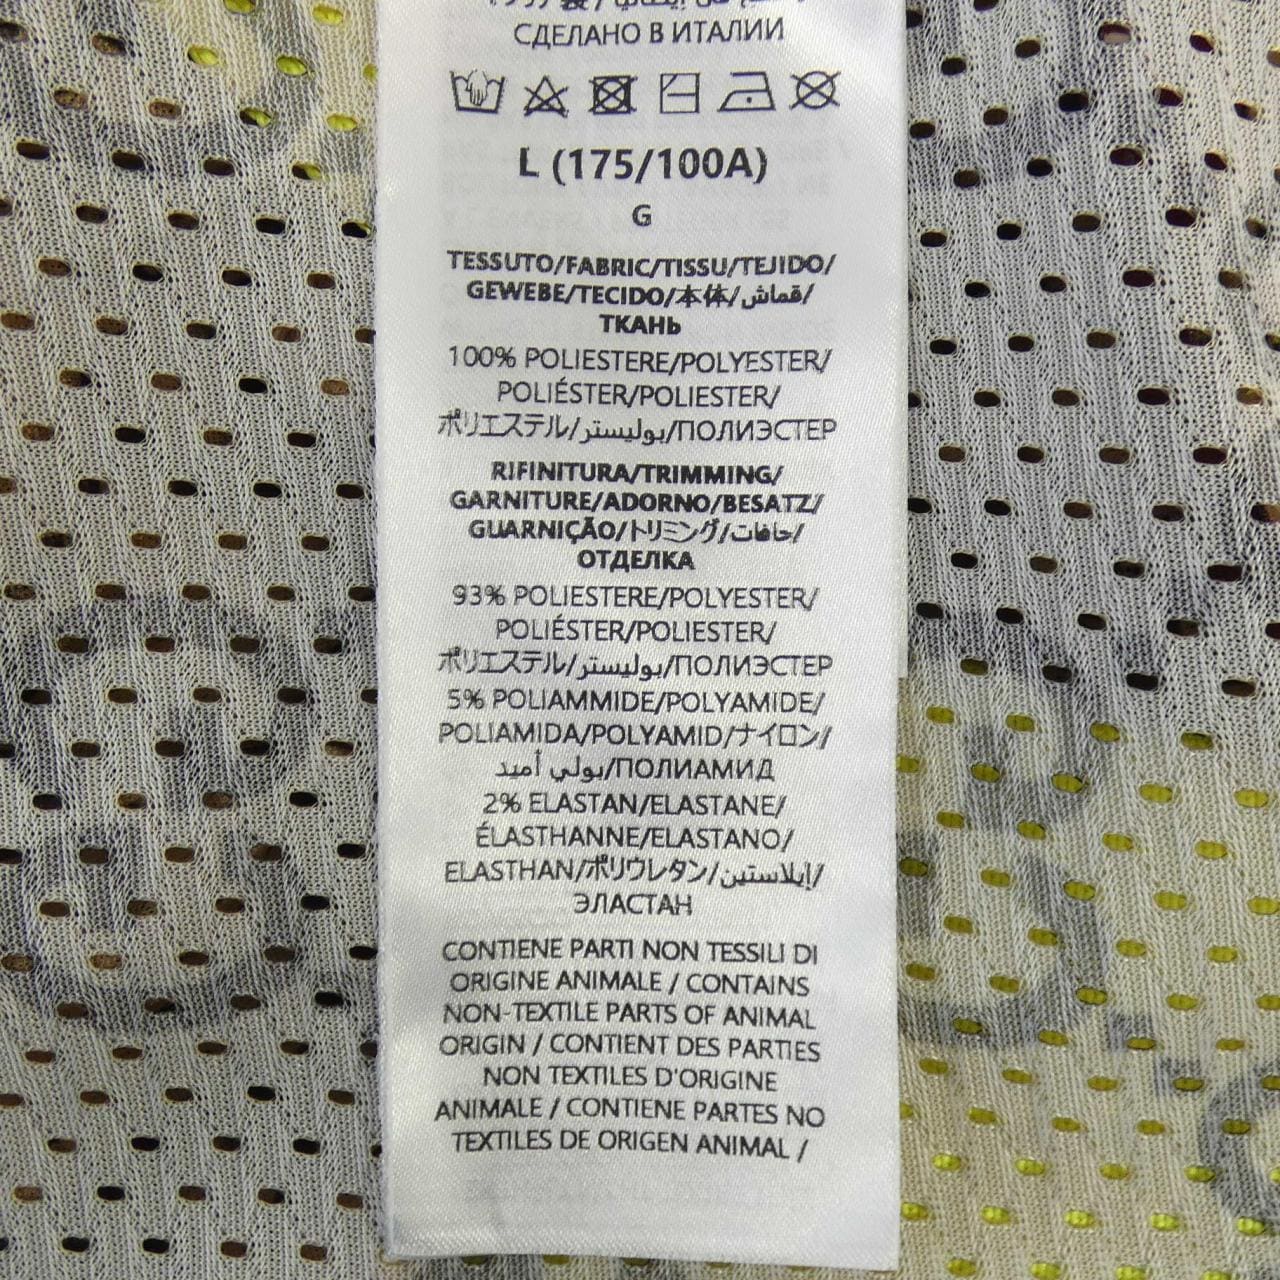 СДЕЛАНО В ИТАЛИИ
L (175/100A)
G
TESSUTO/FABRIC/TISSU/TEJIDO/
GEWEBE/TECIDO/本体/قماش/
ТКАНЬ
100% POLIESTERE/POLYESTER/
POLIÉSTER/POLIESTER/
ポリエステル/بوليستر/ПОЛИЭСТЕР
RIFINITURA/TRIMMING/
GARNITURE/ADORNO/BESATZ/
GUARNIÇÃO/トリミング/حافات/
ОТДЕЛКА
93% POLIESTERE/POLYESTER/
POLIÉSTER/POLIESTER/
ポリエステル/بوليستر/ПОЛИЭСТЕР
5% POLIAMMIDE/POLYAMIDE/
POLIAMIDA/POLYAMID/ナイロン/
بولي أميد/ПОЛИАМИД
2% ELASTAN/ELASTANE/
ÉLASTHANNE/ELASTANO/
ELASTHAN/ポリウレタン/إيلاستين/
ЭЛАСТАН
CONTIENE PARTI NON TESSILI DI
ORIGINE ANIMALE / CONTAINS
NON-TEXTILE PARTS OF ANIMAL
ORIGIN / CONTIENT DES PARTIES
NON TEXTILES D'ORIGINE
ANIMALE / CONTIENE PARTES NO
TEXTILES DE ORIGEN ANIMAL /